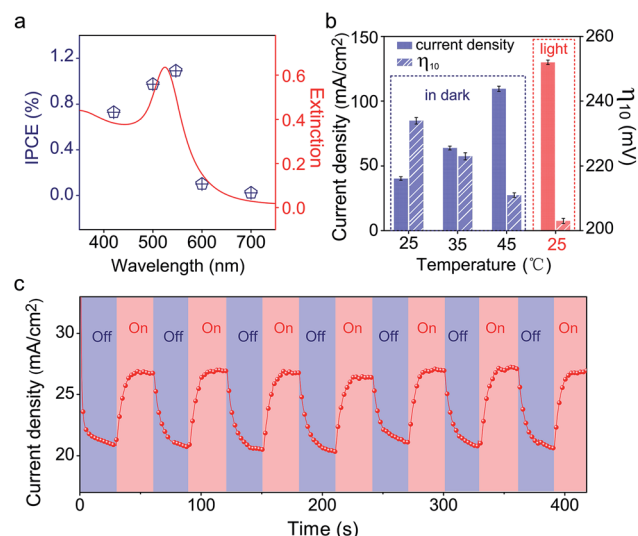 a
1.2
0.8
0.4
0.0
IPCE (%)
0.6
0.4
0.2
0.0
Extinction
400 500 600 700
Wavelength (nm)
b
150
100
50
0
Current density (mA/cm2)
current density
η10
light
in dark
260
244
226
213
200
η10 (mV)
25 35 45 25
Temperature (℃)
c
30
25
20
Current density (mA/cm2)
Off On Off On Off On Off On Off On Off On Off On
0 100 200 300 400
Time (s)